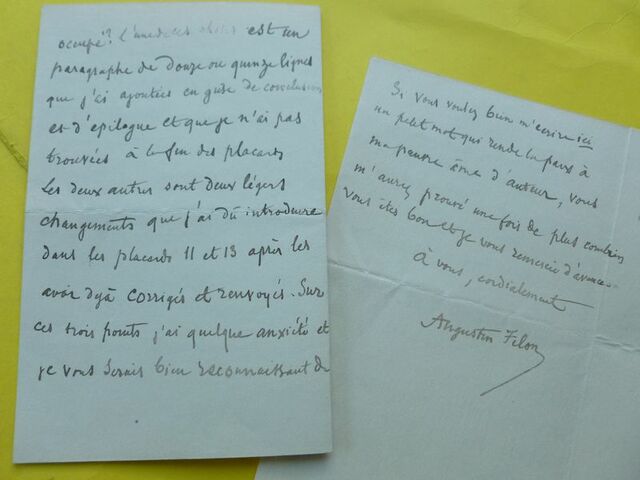 occupé? L'une de ces choses est un
paragraphe de douze ou quinze lignes
que j'ai ajoutées en guise de conclusion
et d'épilogue et que je n'ai pas
trouvées à la fin des placards
Les deux autres sont deux légers
changements que j'ai dû introduire
dans les placards 11 et 13 après les
avoir dejà corrigés et renvoyés. Sur
ces trois points j'ai quelque anxiété et
je vous serais bien reconnaissant de
Si vous voulez bien m'écrire ici
un petit mot qui rende la paix à
ma pauvre âme d'auteur, vous
m'aurez prouvé une fois de plus combien
vous êtes bon et je vous remercie d'avance.
À vous, cordialement
Augustin Filon